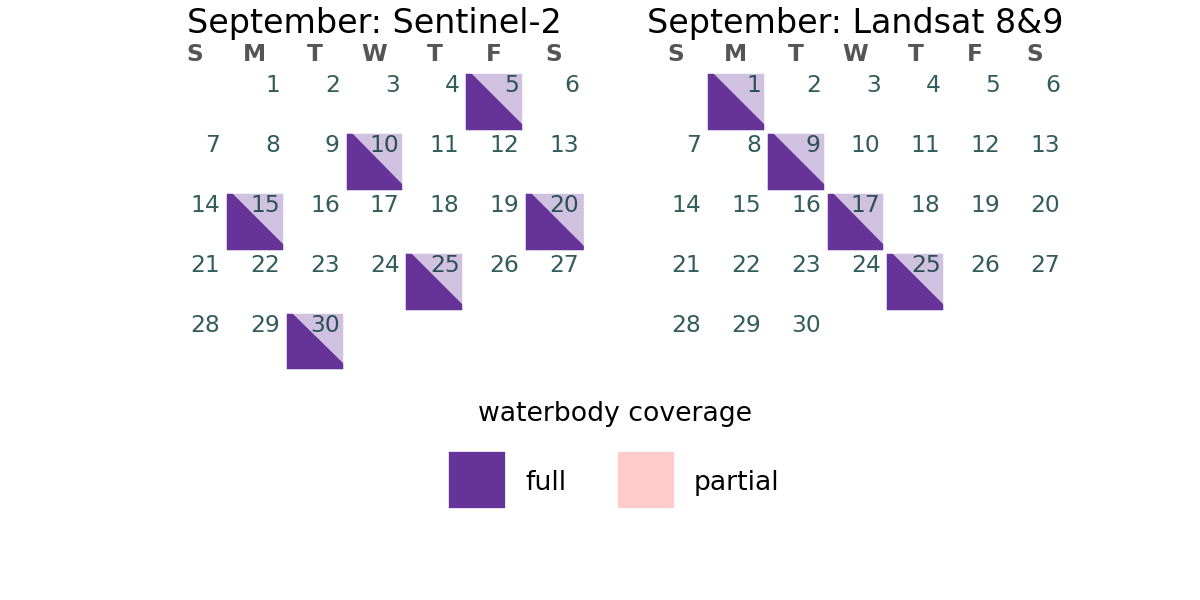 September: Sentinel-2
S M T W T F S
1 2 3 4 5 6
7 8 9 10 11 12 13
14 15 16 17 18 19 20
21 22 23 24 25 26 27
28 29 30
September: Landsat 8&9
S M T W T F S
1 2 3 4 5 6
7 8 9 10 11 12 13
14 15 16 17 18 19 20
21 22 23 24 25 26 27
28 29 30
waterbody coverage
full
partial